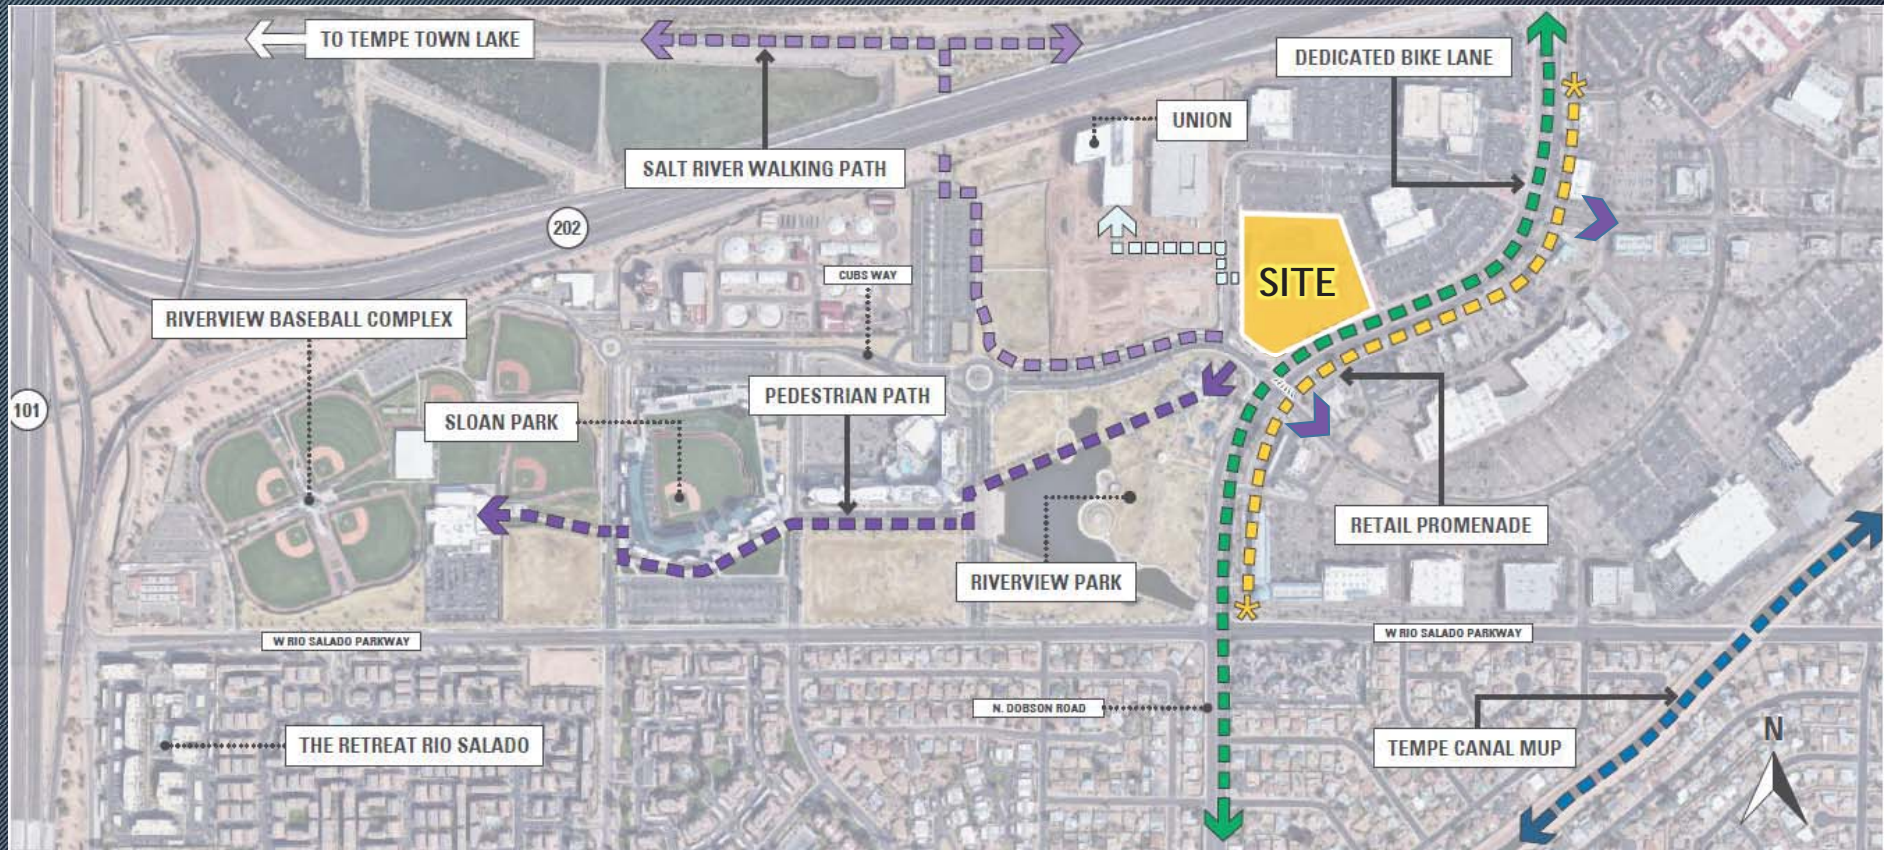 TO TEMPE TOWN LAKE
DEDICATED BIKE LANE
UNION
SALT RIVER WALKING PATH
202
CUBS WAY
SITE
RIVERVIEW BASEBALL COMPLEX
101
PEDESTRIAN PATH
SLOAN PARK
RETAIL PROMENADE
RIVERVIEW PARK
W RIO SALADO PARKWAY
W RIO SALADO PARKWAY
N. DOBSON ROAD
THE RETREAT RIO SALADO
TEMPE CANAL MUP
N